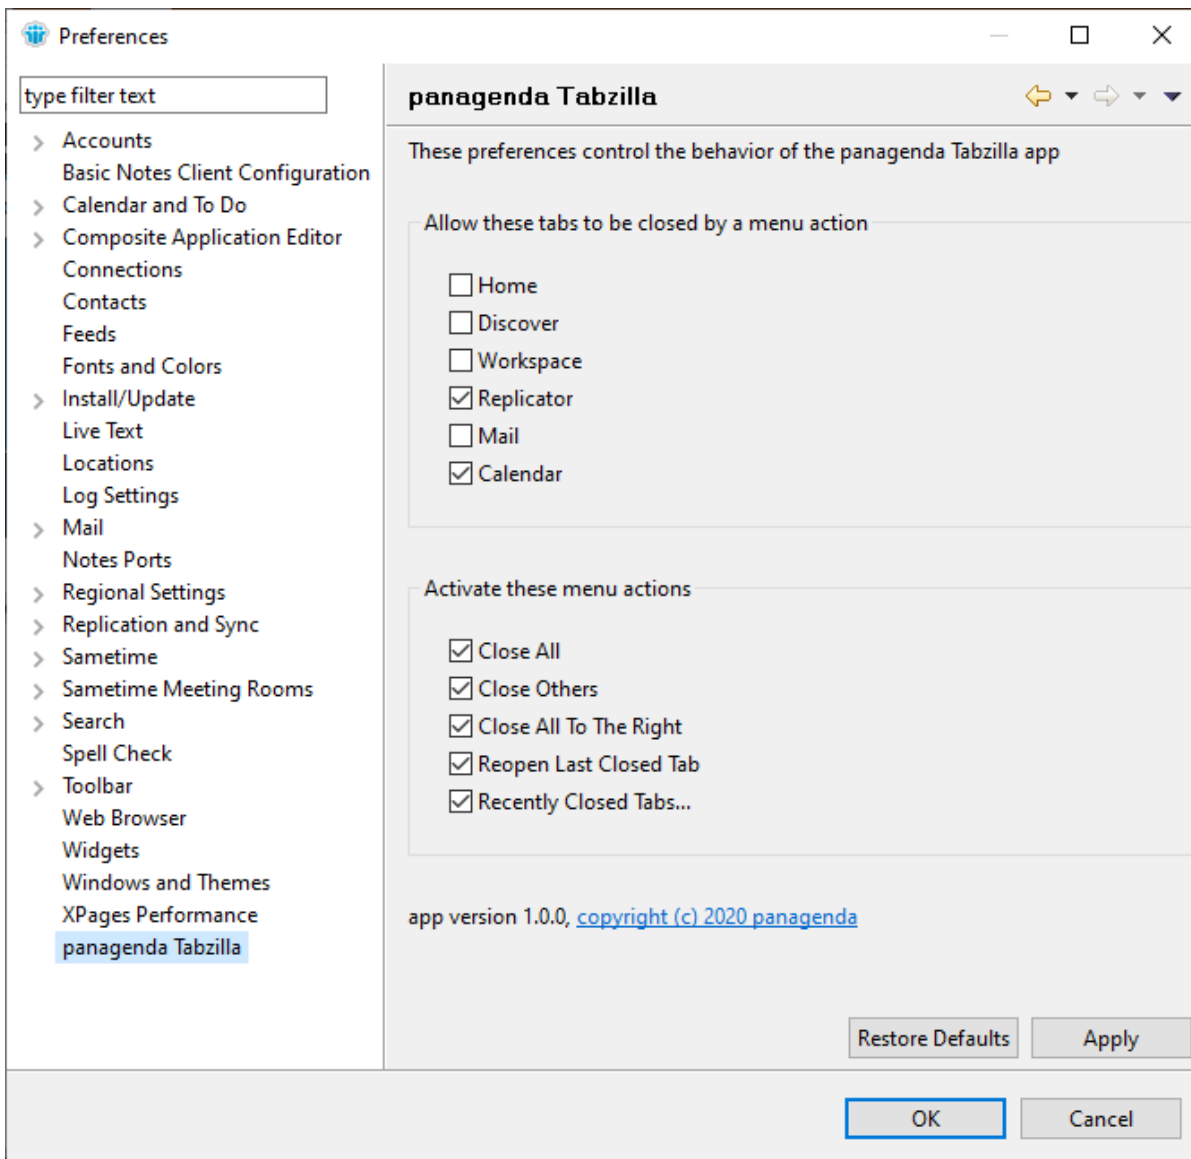 Preferences
type filter text
Accounts
Basic Notes Client Configuration
Calendar and To Do
Composite Application Editor
Connections
Contacts
Feeds
Fonts and Colors
Install/Update
Live Text
Locations
Log Settings
Mail
Notes Ports
Regional Settings
Replication and Sync
Sametime
Sametime Meeting Rooms
Search
Spell Check
Toolbar
Web Browser
Widgets
Windows and Themes
XPages Performance
panagenda Tabzilla
panagenda Tabzilla
These preferences control the behavior of the panagenda Tabzilla app
Allow these tabs to be closed by a menu action
Home
Discover
Workspace
Replicator
Mail
Calendar
Activate these menu actions
Close All
Close Others
Close All To The Right
Reopen Last Closed Tab
Recently Closed Tabs...
app version 1.0.0, copyright (c) 2020 panagenda
Restore Defaults
Apply
OK
Cancel